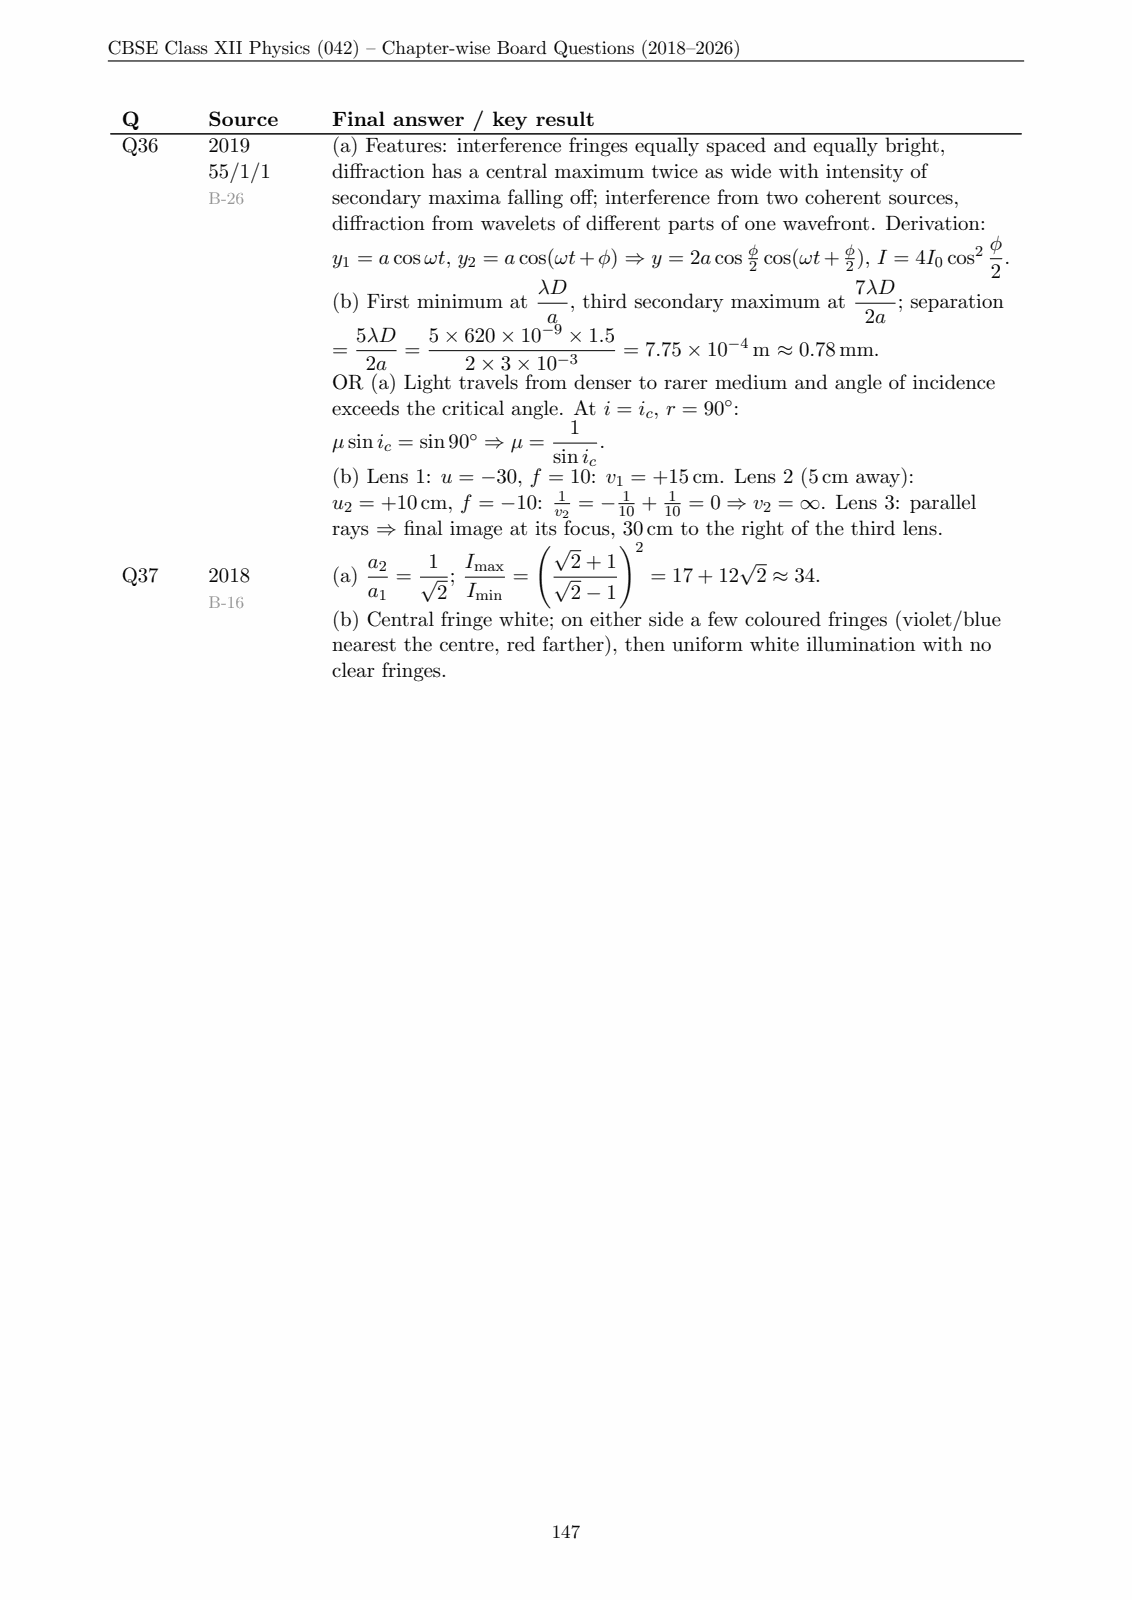 CBSE Class XII Physics (042) – Chapter-wise Board Questions (2018–2026)
Q Source Final answer / key result
Q36 2019 (a) Features: interference fringes equally spaced and equally bright,
55/1/1 diffraction has a central maximum twice as wide with intensity of
B-26 secondary maxima falling off; interference from two coherent sources,
diffraction from wavelets of different parts of one wavefront. Derivation:
y₁ = a cos ωt, y₂ = a cos(ωt + ϕ) ⇒ y = 2a cos ϕ/2 cos(ωt + ϕ/2), I = 4I₀ cos² ϕ/2.
(b) First minimum at λD/a, third secondary maximum at 7λD/2a; separation
= 5λD/2a = (5 × 620 × 10⁻⁹ × 1.5)/(2 × 3 × 10⁻³) = 7.75 × 10⁻⁴ m ≈ 0.78 mm.
OR (a) Light travels from denser to rarer medium and angle of incidence
exceeds the critical angle. At i = i_c, r = 90°:
μ sin i_c = sin 90° ⇒ μ = 1/sin i_c.
(b) Lens 1: u = −30, f = 10: v₁ = +15 cm. Lens 2 (5 cm away):
u₂ = +10 cm, f = −10: 1/v₂ = −1/10 + 1/10 = 0 ⇒ v₂ = ∞. Lens 3: parallel
rays ⇒ final image at its focus, 30 cm to the right of the third lens.
Q37 2018 (a) a₂/a₁ = 1/√2; I_max/I_min = ((√2 + 1)/(√2 − 1))² = 17 + 12√2 ≈ 34.
B-16
(b) Central fringe white; on either side a few coloured fringes (violet/blue
nearest the centre, red farther), then uniform white illumination with no
clear fringes.
147